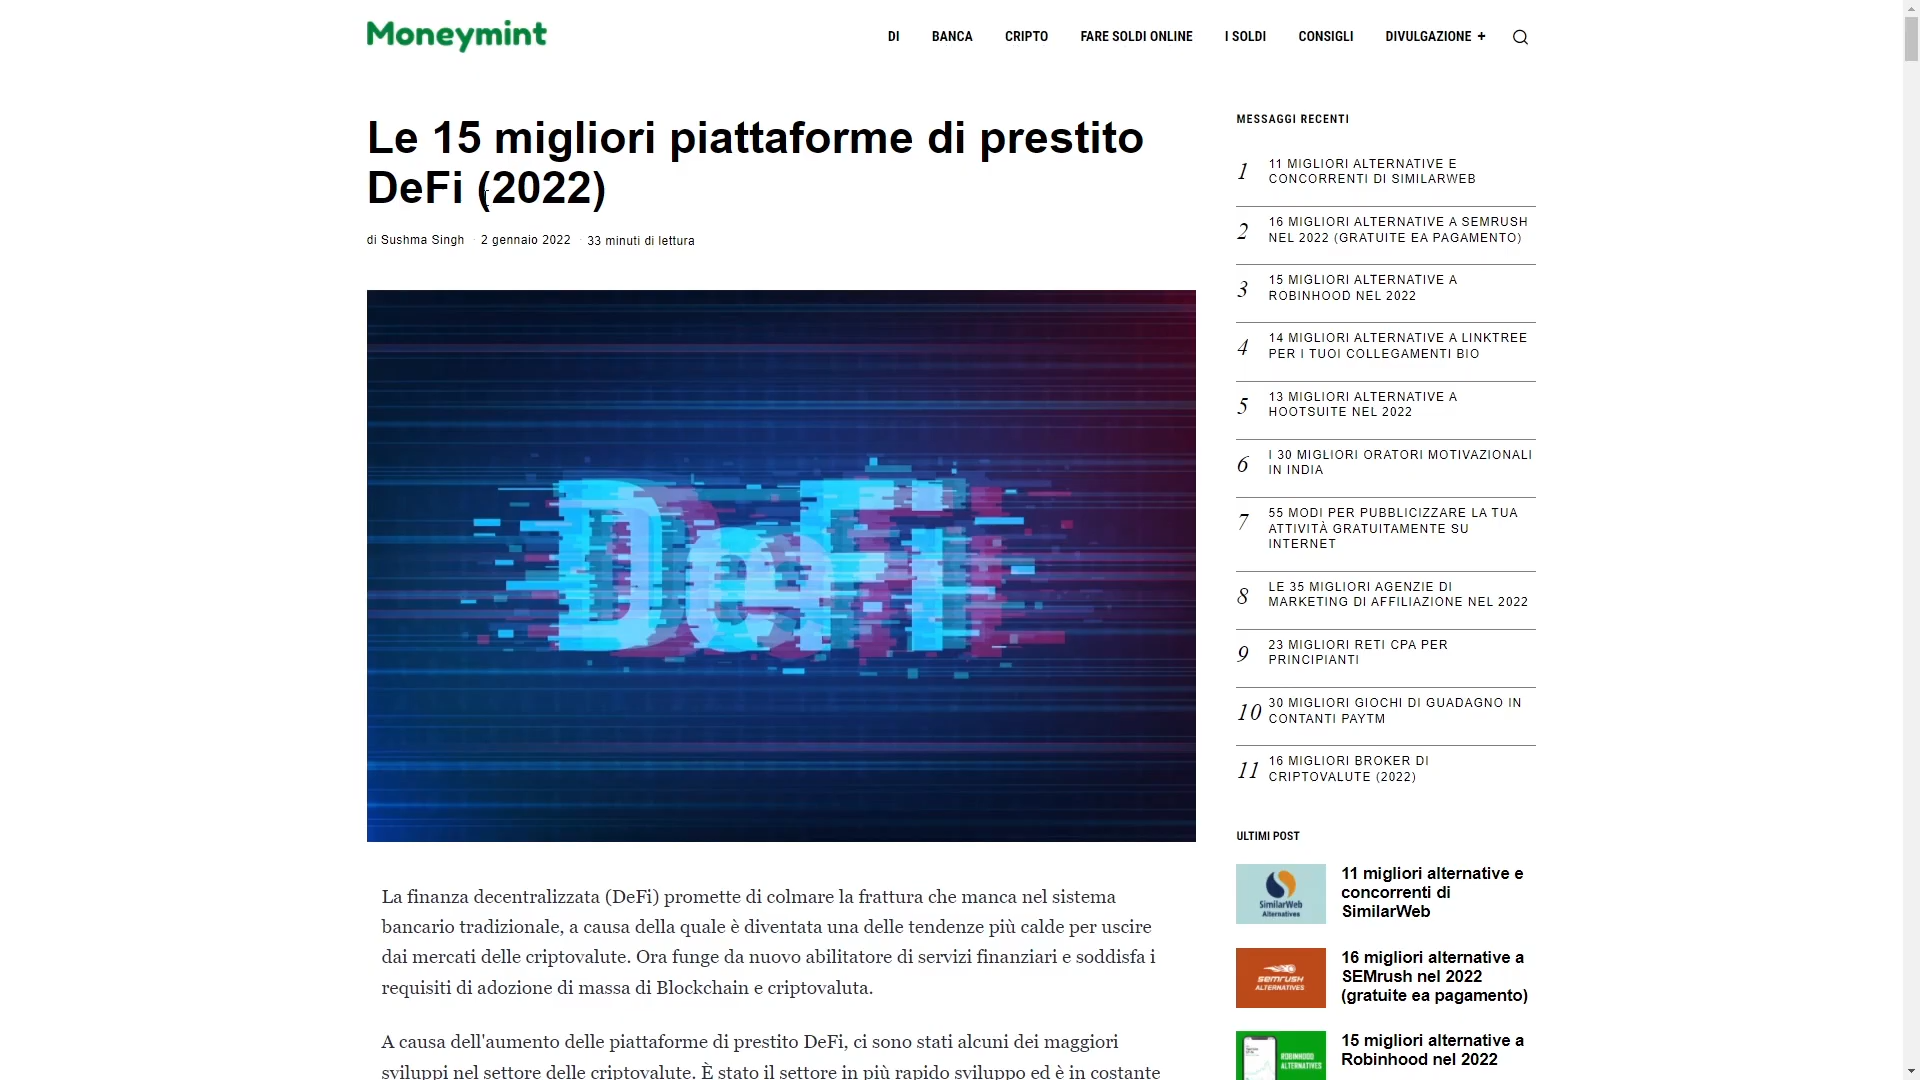 Moneymint
DI
BANCA
CRIPTO
FARE SOLDI ONLINE
I SOLDI
CONSIGLI
DIVULGAZIONE +
Le 15 migliori piattaforme di prestito
DeFi (2022)
di Sushma Singh · 2 gennaio 2022 · 33 minuti di lettura
DeFi
La finanza decentralizzata (DeFi) promette di colmare la frattura che manca nel sistema
bancario tradizionale, a causa della quale è diventata una delle tendenze più calde per uscire
dai mercati delle criptovalute. Ora funge da nuovo abilitatore di servizi finanziari e soddisfa i
requisiti di adozione di massa di Blockchain e criptovaluta.
A causa dell'aumento delle piattaforme di prestito DeFi, ci sono stati alcuni dei maggiori
sviluppi nel settore delle criptovalute. È stato il settore in più rapido sviluppo ed è in costante
MESSAGGI RECENTI
1
11 MIGLIORI ALTERNATIVE E
CONCORRENTI DI SIMILARWEB
2
16 MIGLIORI ALTERNATIVE A SEMRUSH
NEL 2022 (GRATUITE EA PAGAMENTO)
3
15 MIGLIORI ALTERNATIVE A
ROBINHOOD NEL 2022
4
14 MIGLIORI ALTERNATIVE A LINKTREE
PER I TUOI COLLEGAMENTI BIO
5
13 MIGLIORI ALTERNATIVE A
HOOTSUITE NEL 2022
6
I 30 MIGLIORI ORATORI MOTIVAZIONALI
IN INDIA
7
55 MODI PER PUBBLICIZZARE LA TUA
ATTIVITÀ GRATUITAMENTE SU
INTERNET
8
LE 35 MIGLIORI AGENZIE DI
MARKETING DI AFFILIAZIONE NEL 2022
9
23 MIGLIORI RETI CPA PER
PRINCIPIANTI
10
30 MIGLIORI GIOCHI DI GUADAGNO IN
CONTANTI PAYTM
11
16 MIGLIORI BROKER DI
CRIPTOVALUTE (2022)
ULTIMI POST
SimilarWeb
Alternatives
11 migliori alternative e
concorrenti di
SimilarWeb
SEMRUSH
ALTERNATIVES
16 migliori alternative a
SEMrush nel 2022
(gratuite ea pagamento)
ROBINHOOD
ALTERNATIVES
15 migliori alternative a
Robinhood nel 2022